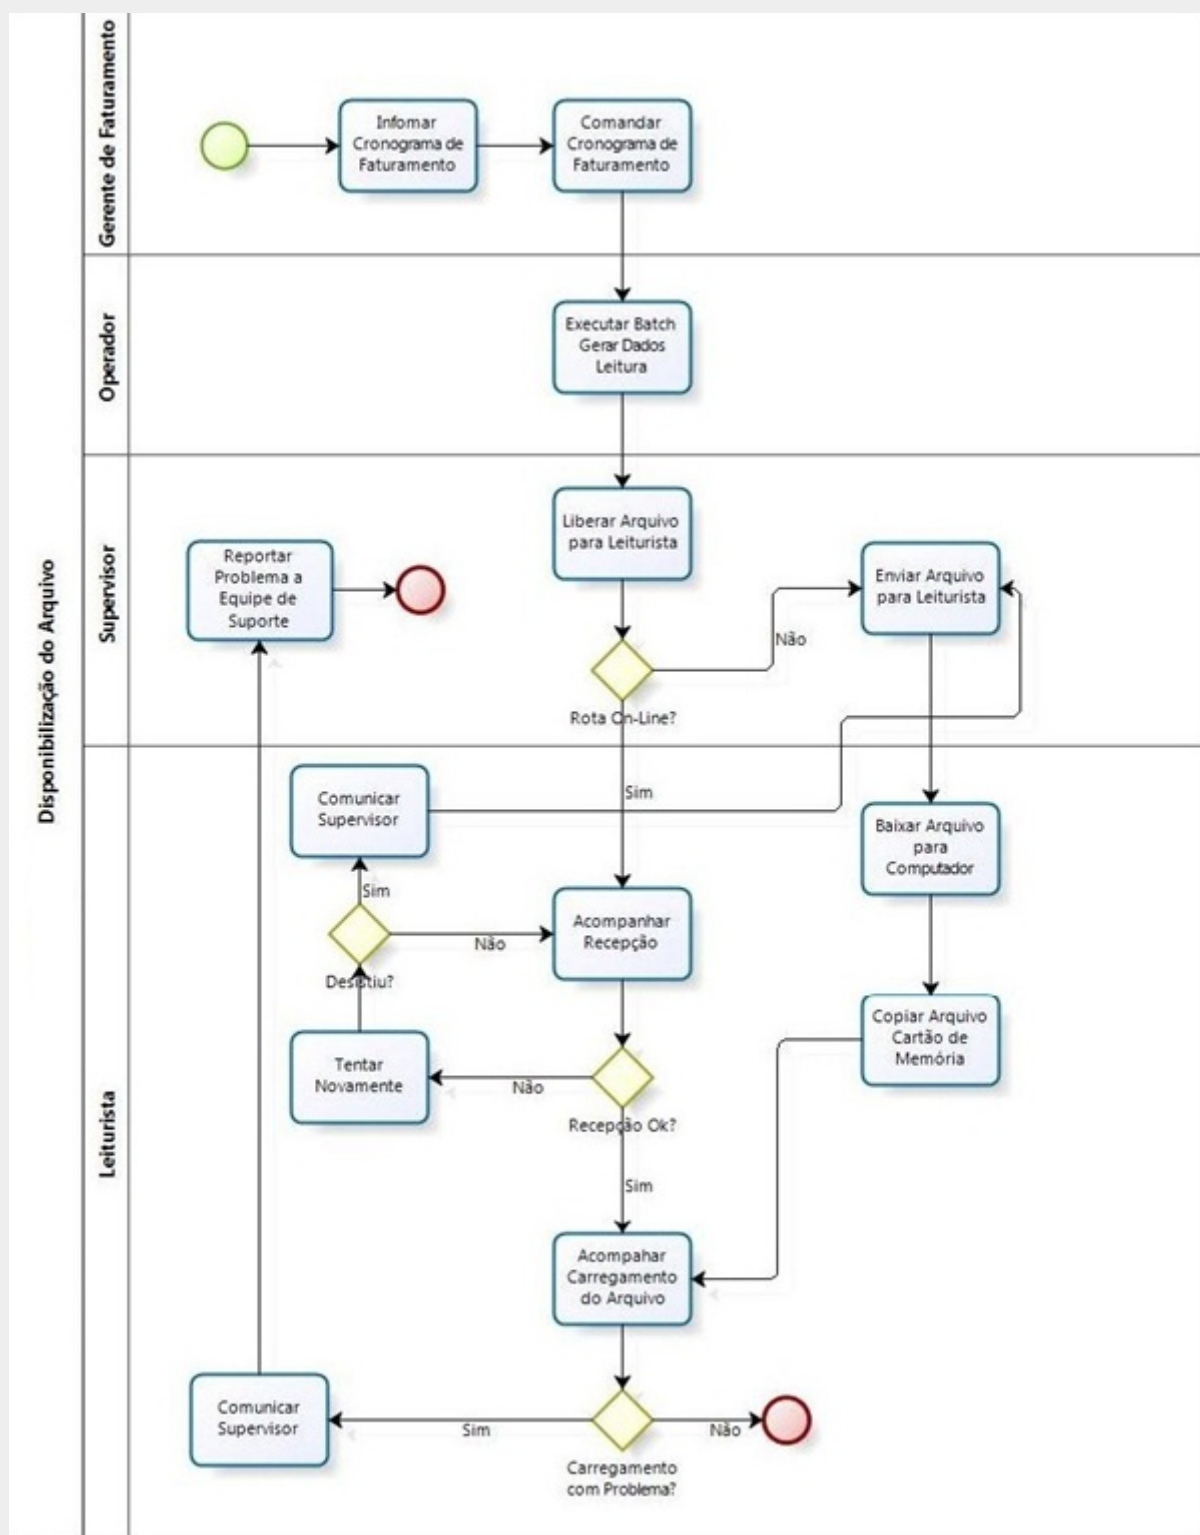 Disponibilização do Arquivo
Gerente de Faturamento
Infomar
Cronograma de
Faturamento
Comandar
Cronograma de
Faturamento
Operador
Executar Batch
Gerar Dados
Leitura
Supervisor
Liberar Arquivo
para Leiturista
Reportar
Problema a
Equipe de
Suporte
Enviar Arquivo
para Leiturista
Não
Rota On-Line?
Leiturista
Sim
Comunicar
Supervisor
Baixar Arquivo
para
Computador
Sim
Acompanhar
Recepção
Não
Desistiu?
Copiar Arquivo
Cartão de
Memória
Tentar
Novamente
Não
Recepção Ok?
Sim
Acompahar
Carregamento
do Arquivo
Comunicar
Supervisor
Sim
Não
Carregamento
com Problema?